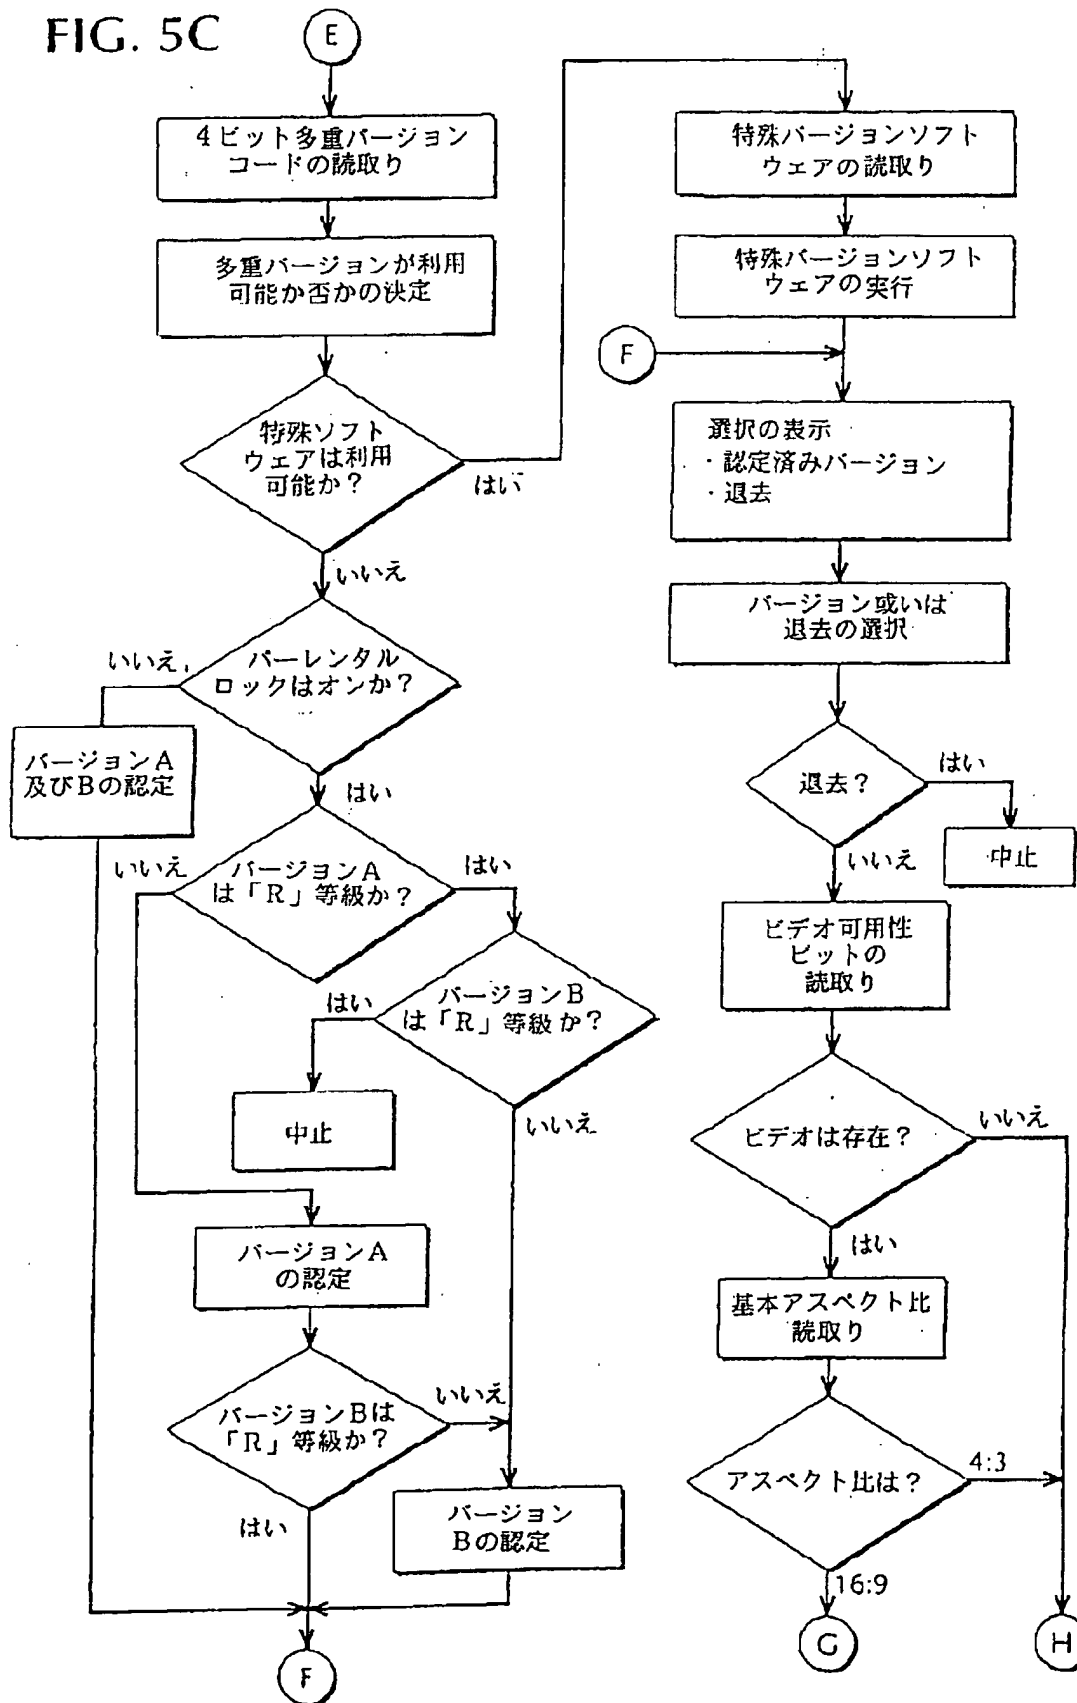 FIG. 5C
E
4ビット多重バージョン
コードの読取り
多重バージョンが利用
可能か否かの決定
特殊ソフト
ウェアは利用
可能か?
はい
いいえ
パーレンタル
ロックはオンか?
いいえ
バージョンA
及びBの認定
はい
バージョンA
は「R」等級か?
いいえ
はい
バージョンB
は「R」等級か?
はい
中止
いいえ
バージョンA
の認定
バージョンBは
「R」等級か?
いいえ
はい
バージョン
Bの認定
F
特殊バージョンソフト
ウェアの読取り
特殊バージョンソフト
ウェアの実行
F
選択の表示
・認定済みバージョン
・退去
バージョン或いは
退去の選択
退去?
はい
中止
いいえ
ビデオ可用性
ビットの
読取り
ビデオは存在?
いいえ
はい
基本アスペクト比
読取り
アスペクト比は?
4:3
16:9
G
H